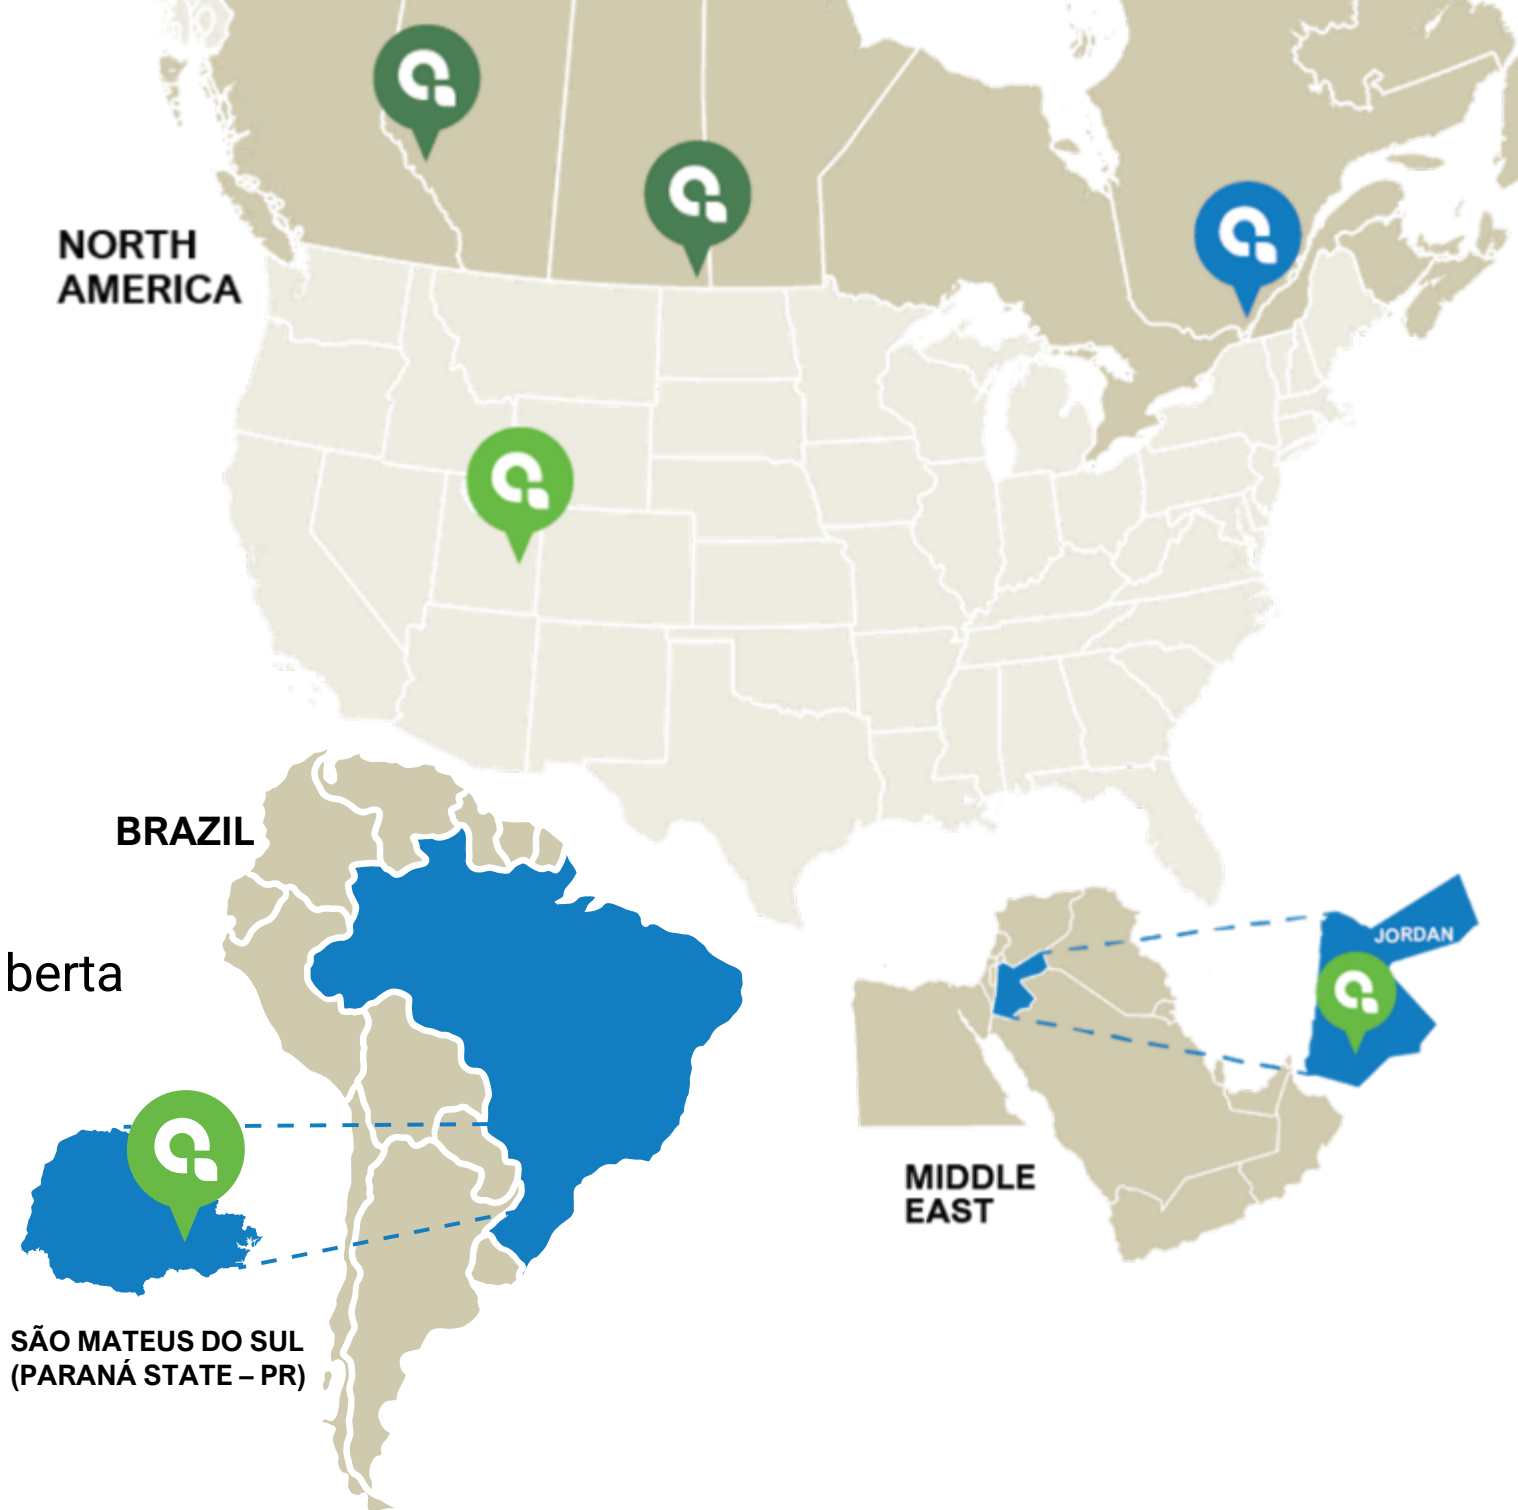 NORTH
AMERICA
BRAZIL
berta
JORDAN
MIDDLE
EAST
SÃO MATEUS DO SUL
(PARANÁ STATE – PR)